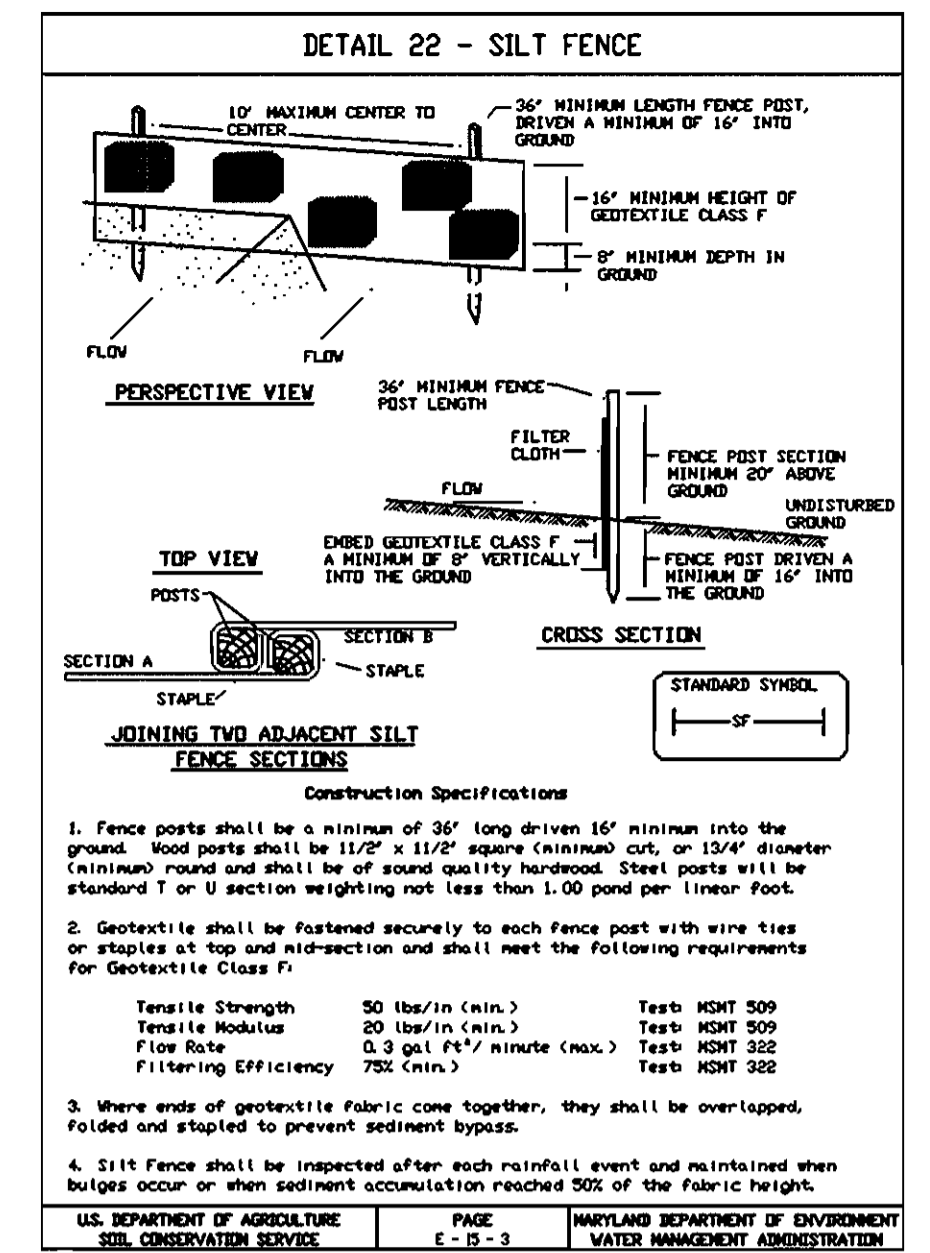 DETAIL 22 - SILT FENCE
10' MAXIMUM CENTER TO
CENTER
36" MINIMUM LENGTH FENCE POST,
DRIVEN A MINIMUM OF 16" INTO
GROUND
16" MINIMUM HEIGHT OF
GEOTEXTILE CLASS F
8" MINIMUM DEPTH IN
GROUND
FLOW
FLOW
PERSPECTIVE VIEW
36" MINIMUM FENCE
POST LENGTH
FILTER
CLOTH
FENCE POST SECTION
MINIMUM 20" ABOVE
GROUND
FLOW
UNDISTURBED
GROUND
EMBED GEOTEXTILE CLASS F
A MINIMUM OF 8" VERTICALLY
INTO THE GROUND
FENCE POST DRIVEN A
MINIMUM OF 16" INTO
THE GROUND
CROSS SECTION
TOP VIEW
POSTS
SECTION B
SECTION A
STAPLE
STAPLE
JOINING TWO ADJACENT SILT
FENCE SECTIONS
STANDARD SYMBOL
SF
Construction Specifications
1. Fence posts shall be a minimum of 36" long driven 16" minimum into the
ground. Wood posts shall be 11/2" x 11/2" square (minimum) cut, or 13/4" diameter
(minimum) round and shall be of sound quality hardwood. Steel posts will be
standard T or U section weighting not less than 1.00 pond per linear foot.
2. Geotextile shall be fastened securely to each fence post with wire ties
or staples at top and mid-section and shall meet the following requirements
for Geotextile Class F:
Tensile Strength 50 lbs/in (min.) Test: MSMT 509
Tensile Modulus 20 lbs/in (min.) Test: MSMT 509
Flow Rate 0.3 gal ft²/ minute (max.) Test: MSMT 322
Filtering Efficiency 75% (min.) Test: MSMT 322
3. Where ends of geotextile fabric come together, they shall be overlapped,
folded and stapled to prevent sediment bypass.
4. Silt Fence shall be inspected after each rainfall event and maintained when
bulges occur or when sediment accumulation reached 50% of the fabric height.
U.S. DEPARTMENT OF AGRICULTURE
SOIL CONSERVATION SERVICE
PAGE
E - 15 - 3
MARYLAND DEPARTMENT OF ENVIRONMENT
WATER MANAGEMENT ADMINISTRATION